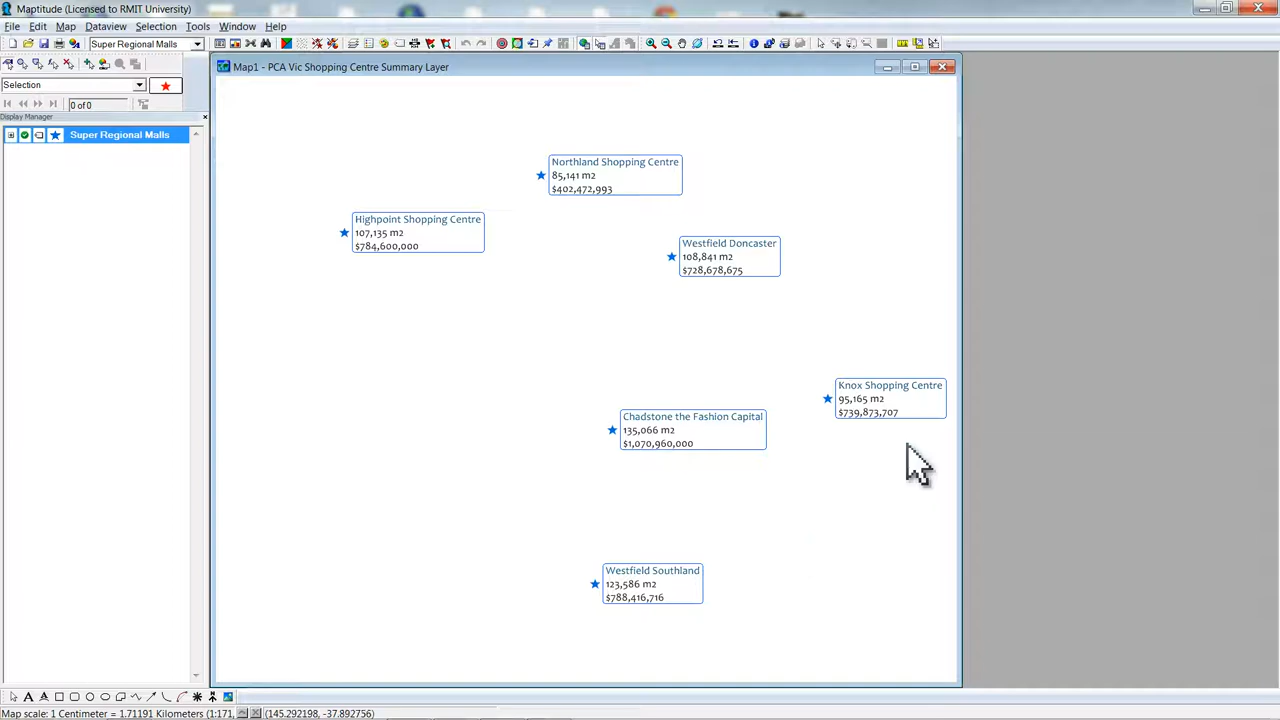 Maptitude (Licensed to RMIT University)
File Edit Map Dataview Selection Tools Window Help
Super Regional Malls
Selection
0 of 0
Display Manager
Super Regional Malls
Map1 - PCA Vic Shopping Centre Summary Layer
Northland Shopping Centre
85,141 m2
$402,472,993
Highpoint Shopping Centre
107,135 m2
$784,600,000
Westfield Doncaster
108,841 m2
$728,678,675
Knox Shopping Centre
95,165 m2
$739,873,707
Chadstone the Fashion Capital
135,066 m2
$1,070,960,000
Westfield Southland
123,586 m2
$788,416,716
Map scale: 1 Centimeter = 1.71191 Kilometers (1:171, (145.292198, -37.892756)